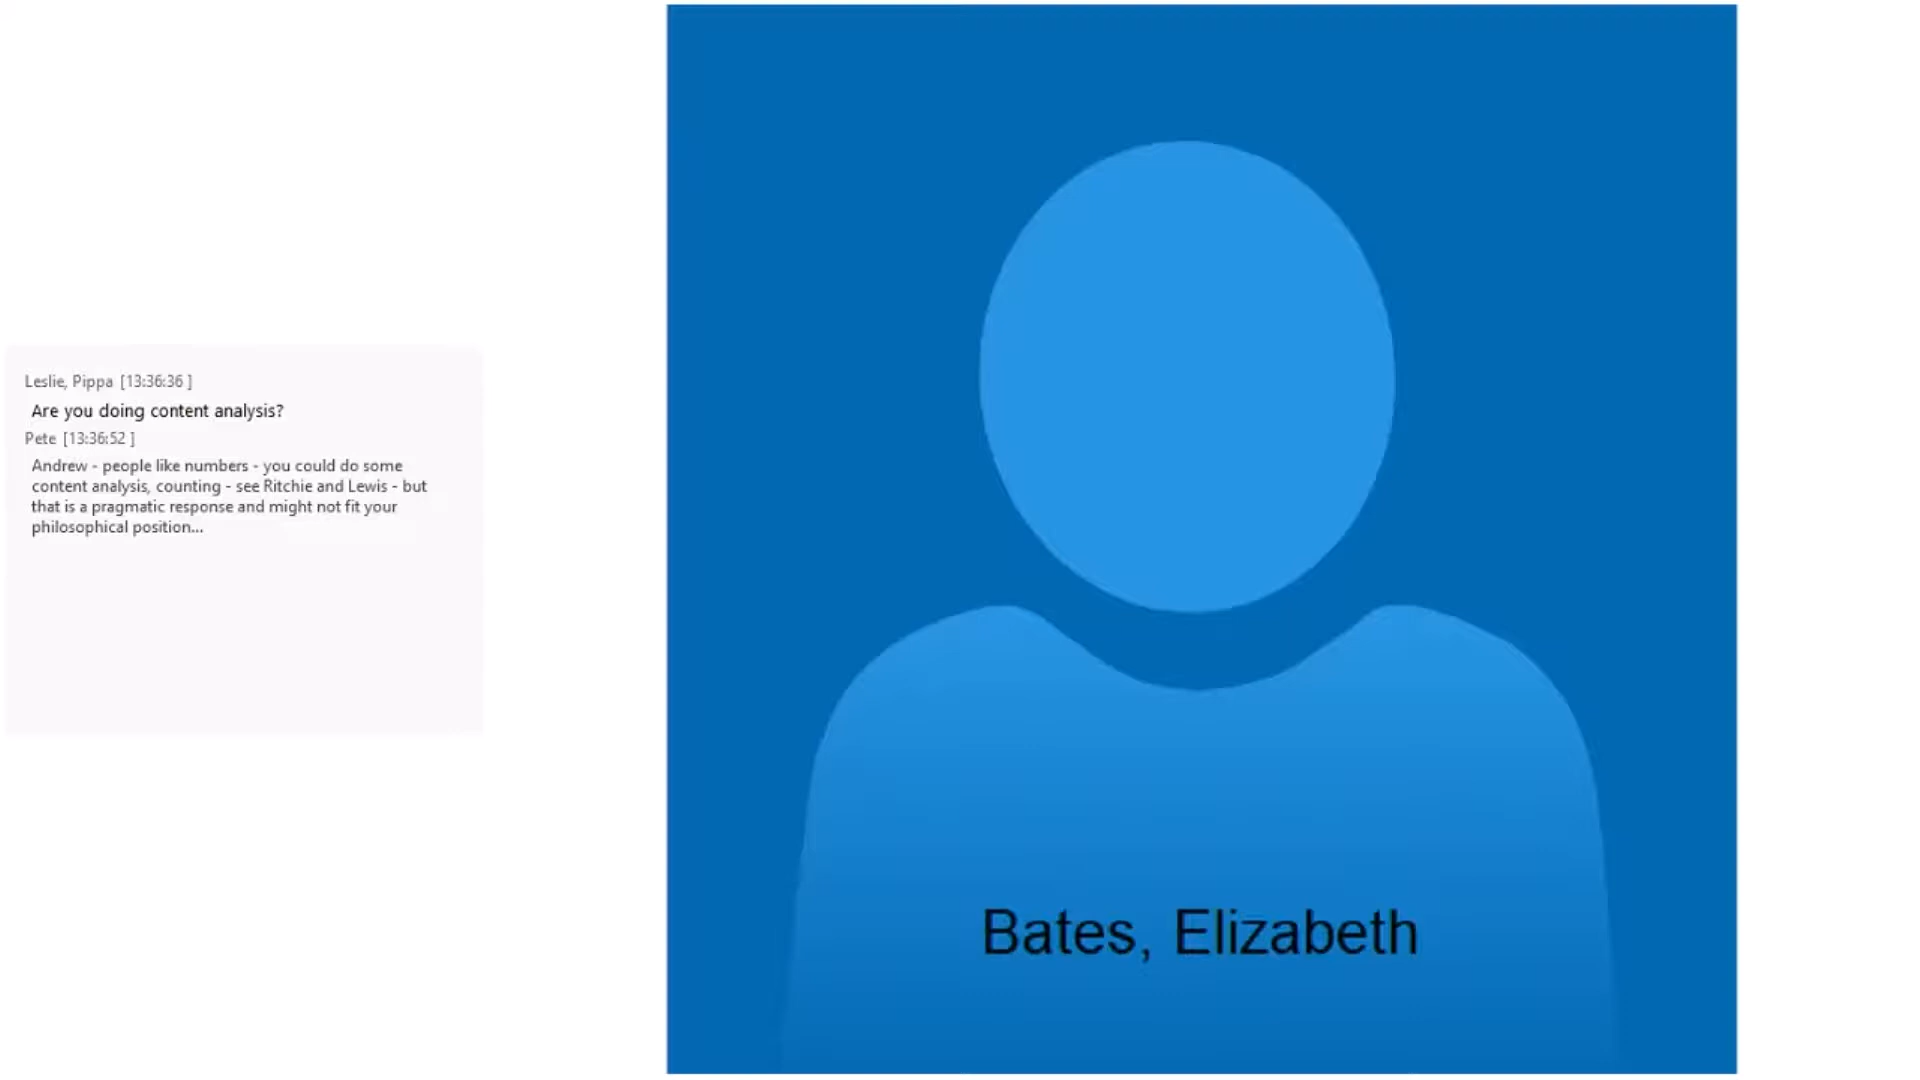 Leslie, Pippa [13:36:36 ]
Are you doing content analysis?
Pete [13:36:52 ]
Andrew - people like numbers - you could do some
content analysis, counting - see Ritchie and Lewis - but
that is a pragmatic response and might not fit your
philosophical position...
Bates, Elizabeth